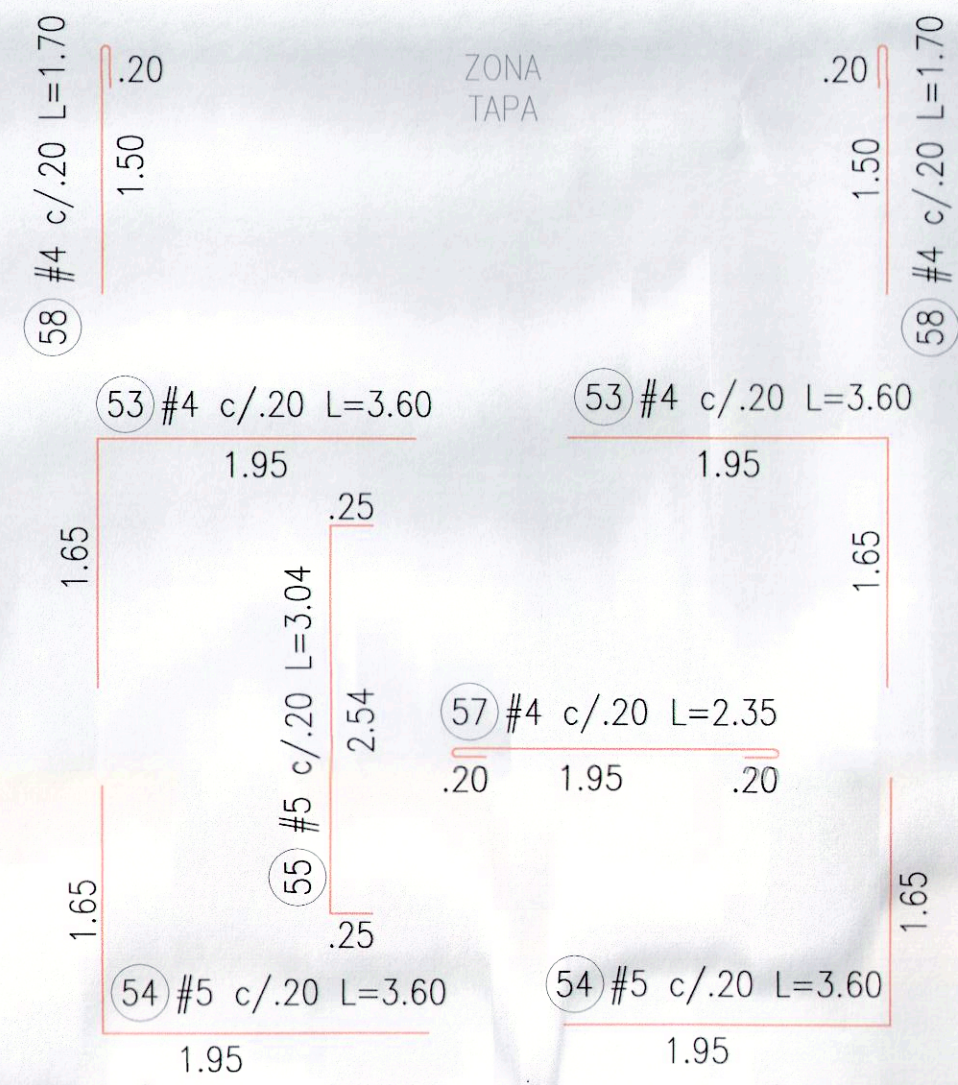 58 #4 c/.20 L=1.70
.20
1.50
ZONA
TAPA
.20
1.50
58 #4 c/.20 L=1.70
53 #4 c/.20 L=3.60
1.95
1.65
53 #4 c/.20 L=3.60
1.95
1.65
.25
55 #5 c/.20 L=3.04
2.54
.25
57 #4 c/.20 L=2.35
.20
1.95
.20
1.65
54 #5 c/.20 L=3.60
1.95
1.65
54 #5 c/.20 L=3.60
1.95